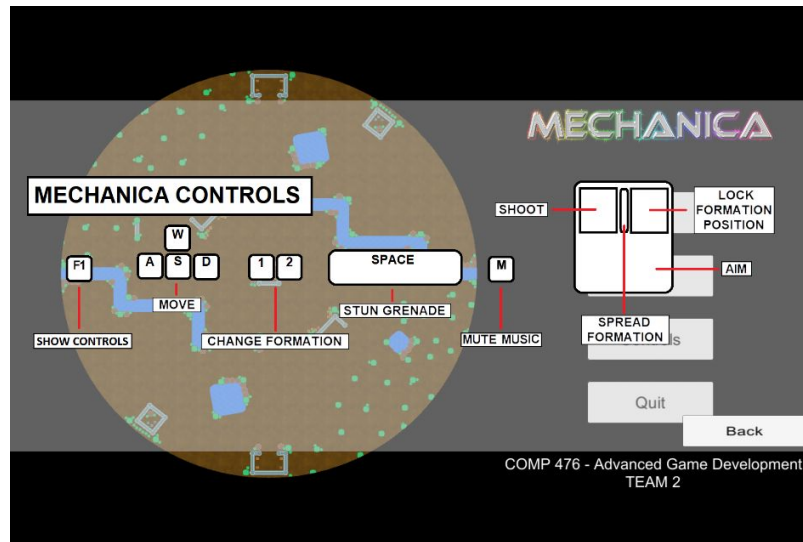 MECHANICA
MECHANICA CONTROLS
W
A S D
F1
1 2
SPACE
M
MOVE
SHOW CONTROLS
CHANGE FORMATION
STUN GRENADE
MUTE MUSIC
SHOOT
LOCK
FORMATION
POSITION
AIM
SPREAD
FORMATION
Quit
Back
COMP 476 - Advanced Game Development
TEAM 2